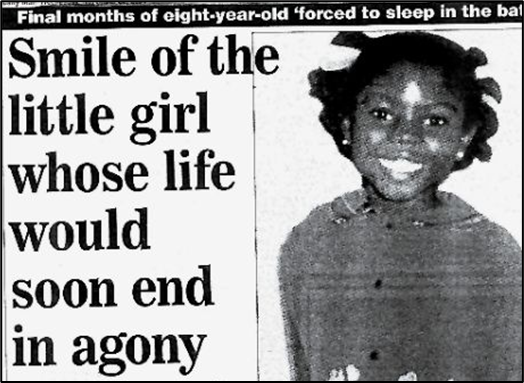 Final months of eight-year-old ‘forced to sleep in the
Smile of the
little girl
whose life
would
soon end
in agony